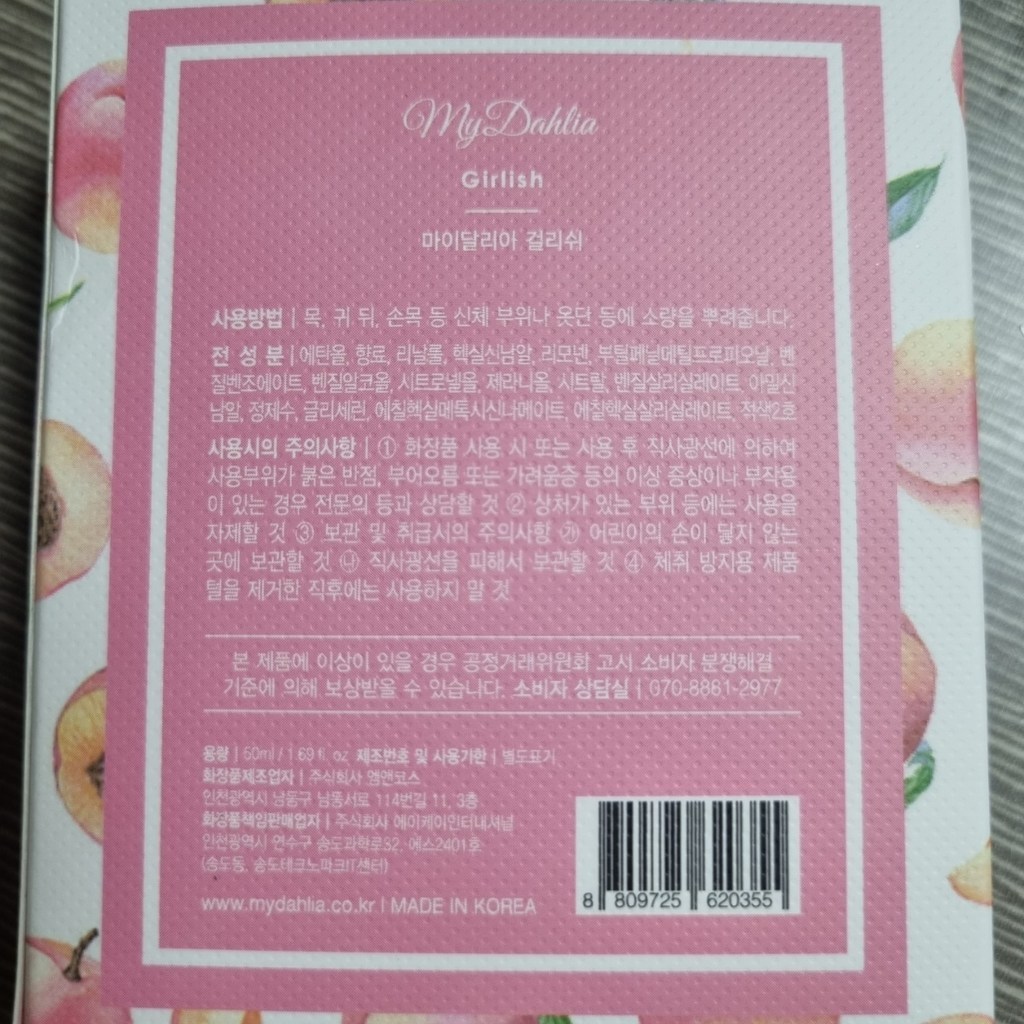 MyDahlia
Girlish
마이달리아 걸리쉬
사용방법 | 목, 귀 뒤, 손목 등 신체 부위나 옷단 등에 소량을 뿌려줍니다.
전 성 분 | 에탄올, 향료, 리날룰, 헥실신남알, 리모넨, 부틸페닐메틸프로피오날, 벤
질벤조에이트, 벤질알코올, 시트로넬올, 제라니올, 시트랄, 벤질살리실레이트, 아밀신
남알, 정제수, 글리세린, 에칠헥실메톡시신나메이트, 에칠헥실살리실레이트, 적색2호
사용시의 주의사항 | ① 화장품 사용 시 또는 사용 후 직사광선에 의하여
사용부위가 붉은 반점, 부어오름 또는 가려움증 등의 이상 증상이나 부작용
이 있는 경우 전문의 등과 상담할 것 ② 상처가 있는 부위 등에는 사용을
자제할 것 ③ 보관 및 취급시의 주의사항 ㉮ 어린이의 손이 닿지 않는
곳에 보관할 것 ㉯ 직사광선을 피해서 보관할 것 ④ 체취 방지용 제품
털을 제거한 직후에는 사용하지 말 것
본 제품에 이상이 있을 경우 공정거래위원회 고시 소비자 분쟁해결
기준에 의해 보상받을 수 있습니다. 소비자 상담실 | 070-8861-2977
용량 | 50ml / 1.69 fl. oz 제조번호 및 사용기한 | 별도표기
화장품제조업자 | 주식회사 엠앤코스
인천광역시 남동구 남동서로 114번길 11, 3층
화장품책임판매업자 | 주식회사 에이케이인터내셔널
인천광역시 연수구 송도과학로32, 에스2401호
(송도동, 송도테크노파크IT센터)
www.mydahlia.co.kr | MADE IN KOREA
8 809725 620355